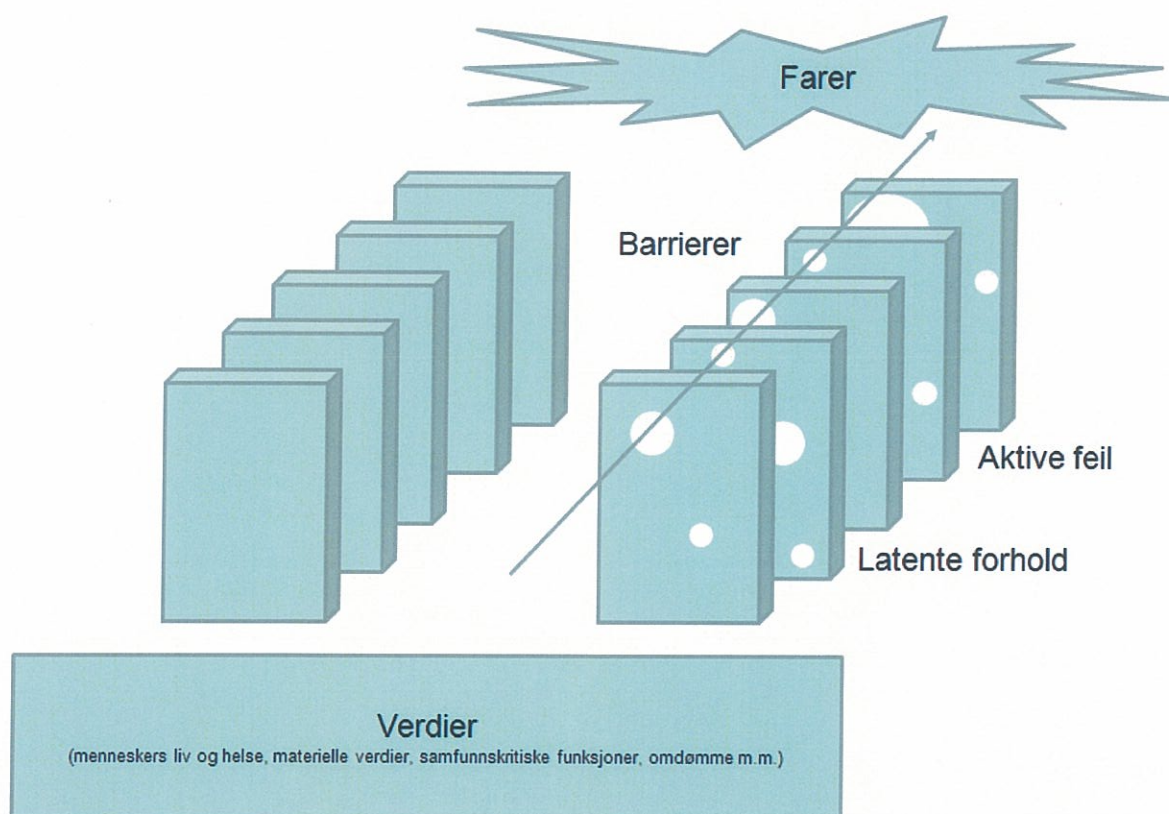 Farer
Barrierer
Aktive feil
Latente forhold
Verdier
(menneskers liv og helse, materielle verdier, samfunnskritiske funksjoner, omdømme m.m.)